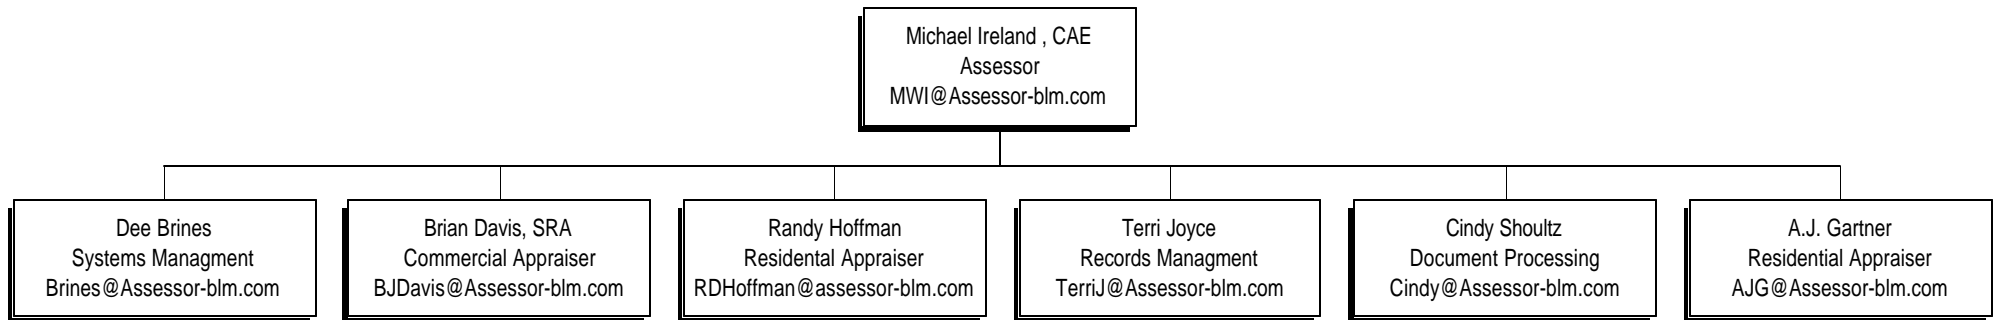 Michael Ireland , CAE
Assessor
MWI@Assessor-blm.com
Dee Brines
Systems Managment
Brines@Assessor-blm.com
Brian Davis, SRA
Commercial Appraiser
BJDavis@Assessor-blm.com
Randy Hoffman
Residental Appraiser
RDHoffman@assessor-blm.com
Terri Joyce
Records Managment
TerriJ@Assessor-blm.com
Cindy Shoultz
Document Processing
Cindy@Assessor-blm.com
A.J. Gartner
Residential Appraiser
AJG@Assessor-blm.com